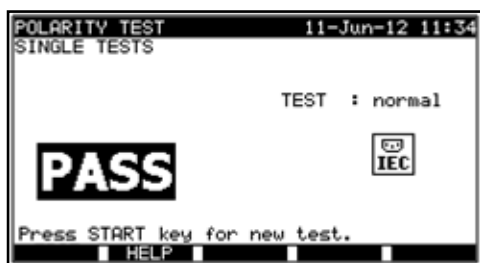 POLARITY TEST 11-Jun-12 11:34
SINGLE TESTS
TEST : normal
IEC
PASS
Press START key for new test.
HELP